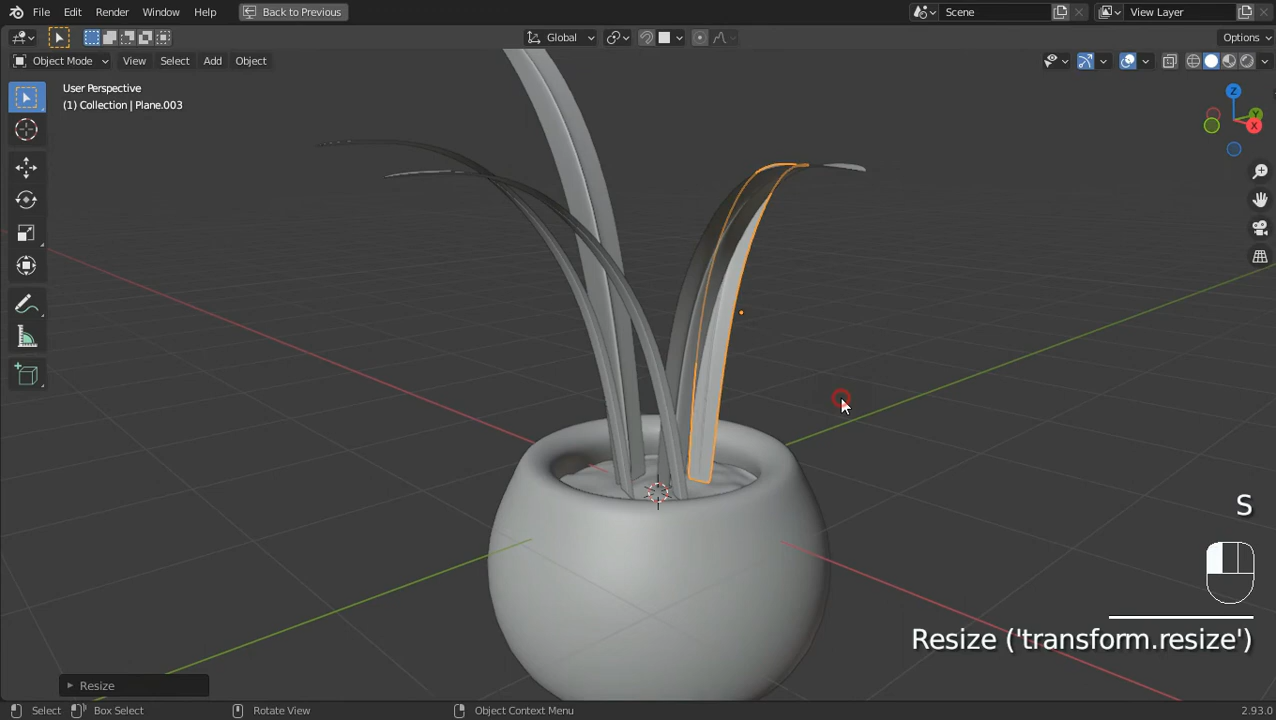 File Edit Render Window Help Back to Previous Scene View Layer
Global Options
Object Mode View Select Add Object
User Perspective
(1) Collection | Plane.003
Z
Y
X
S
Resize ('transform.resize')
Resize
Select Box Select Rotate View Object Context Menu 2.93.0